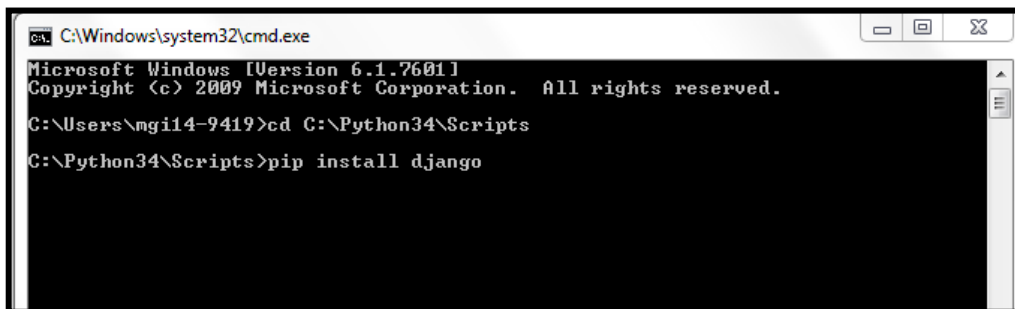 C:\Windows\system32\cmd.exe
Microsoft Windows [Version 6.1.7601]
Copyright (c) 2009 Microsoft Corporation.  All rights reserved.
C:\Users\mgi14-9419>cd C:\Python34\Scripts
C:\Python34\Scripts>pip install django